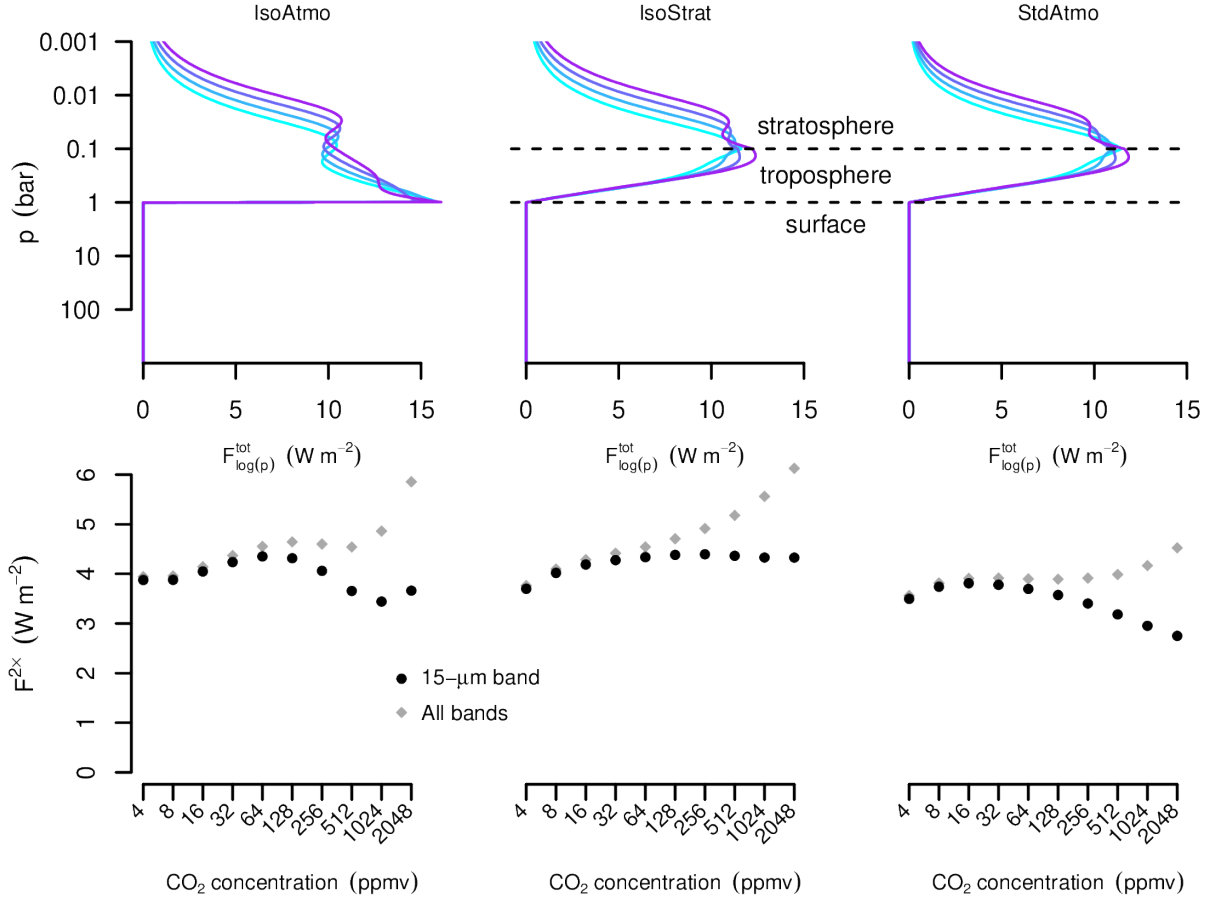 IsoAtmo IsoStrat StdAtmo
0.001
0.01
0.1
1
10
100
p (bar)
stratosphere
troposphere
surface
0 5 10 15 0 5 10 15 0 5 10 15
F^tot_log(p) (W m⁻²) F^tot_log(p) (W m⁻²) F^tot_log(p) (W m⁻²)
6
5
4
3
2
1
0
F²ˣ (W m⁻²)
15−μm band
All bands
4 8 16 32 64 128 256 512 1024 2048 4 8 16 32 64 128 256 512 1024 2048 4 8 16 32 64 128 256 512 1024 2048
CO₂ concentration (ppmv) CO₂ concentration (ppmv) CO₂ concentration (ppmv)